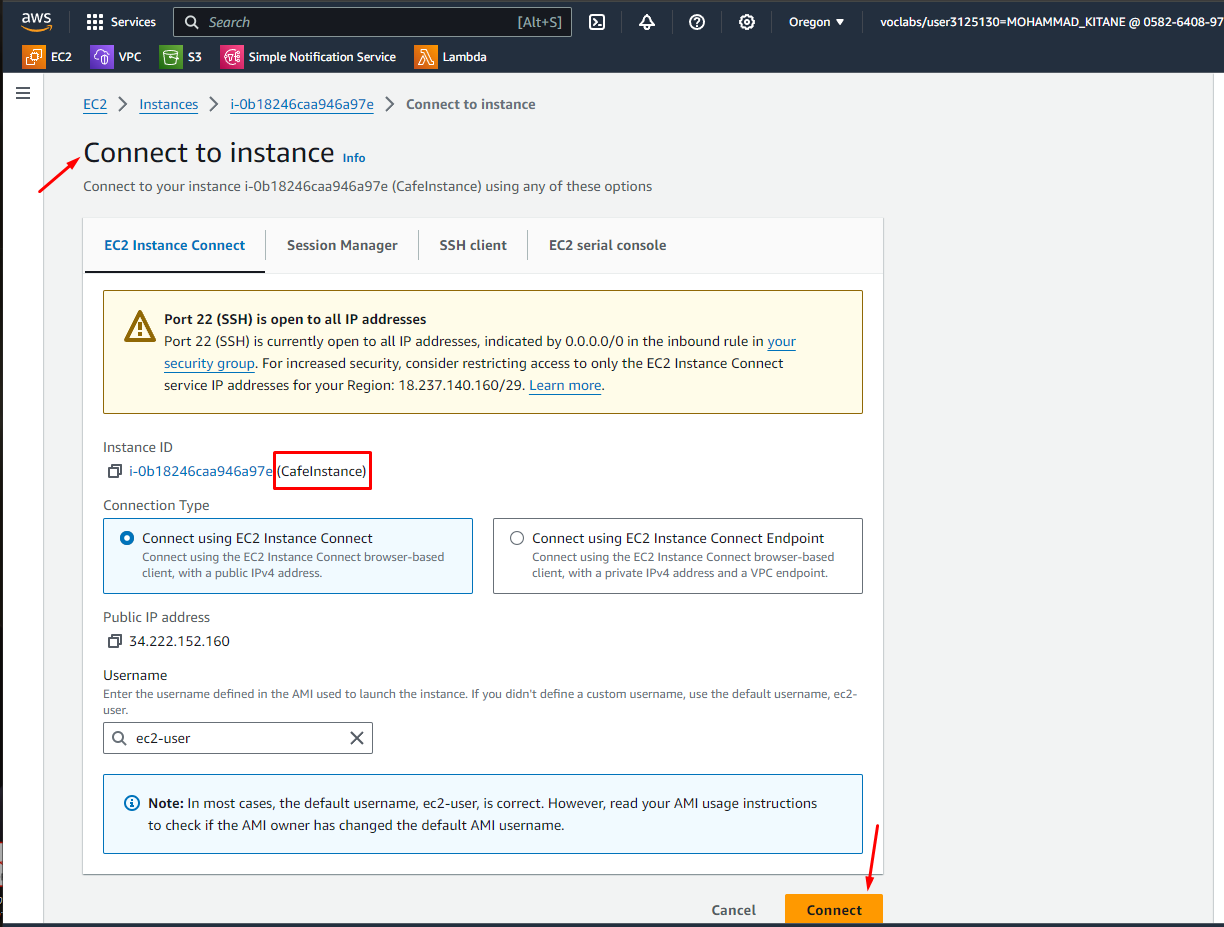 aws
Services
Search
[Alt+S]
Oregon
voclabs/user3125130=MOHAMMAD_KITANE @ 0582-6408-97
EC2
VPC
S3
Simple Notification Service
Lambda
EC2
Instances
i-0b18246caa946a97e
Connect to instance
Connect to instance Info
Connect to your instance i-0b18246caa946a97e (CafeInstance) using any of these options
EC2 Instance Connect
Session Manager
SSH client
EC2 serial console
Port 22 (SSH) is open to all IP addresses
Port 22 (SSH) is currently open to all IP addresses, indicated by 0.0.0.0/0 in the inbound rule in your
security group. For increased security, consider restricting access to only the EC2 Instance Connect
service IP addresses for your Region: 18.237.140.160/29. Learn more.
Instance ID
i-0b18246caa946a97e (CafeInstance)
Connection Type
Connect using EC2 Instance Connect
Connect using the EC2 Instance Connect browser-based
client, with a public IPv4 address.
Connect using EC2 Instance Connect Endpoint
Connect using the EC2 Instance Connect browser-based
client, with a private IPv4 address and a VPC endpoint.
Public IP address
34.222.152.160
Username
Enter the username defined in the AMI used to launch the instance. If you didn't define a custom username, use the default username, ec2-
user.
ec2-user
Note: In most cases, the default username, ec2-user, is correct. However, read your AMI usage instructions
to check if the AMI owner has changed the default AMI username.
Cancel
Connect